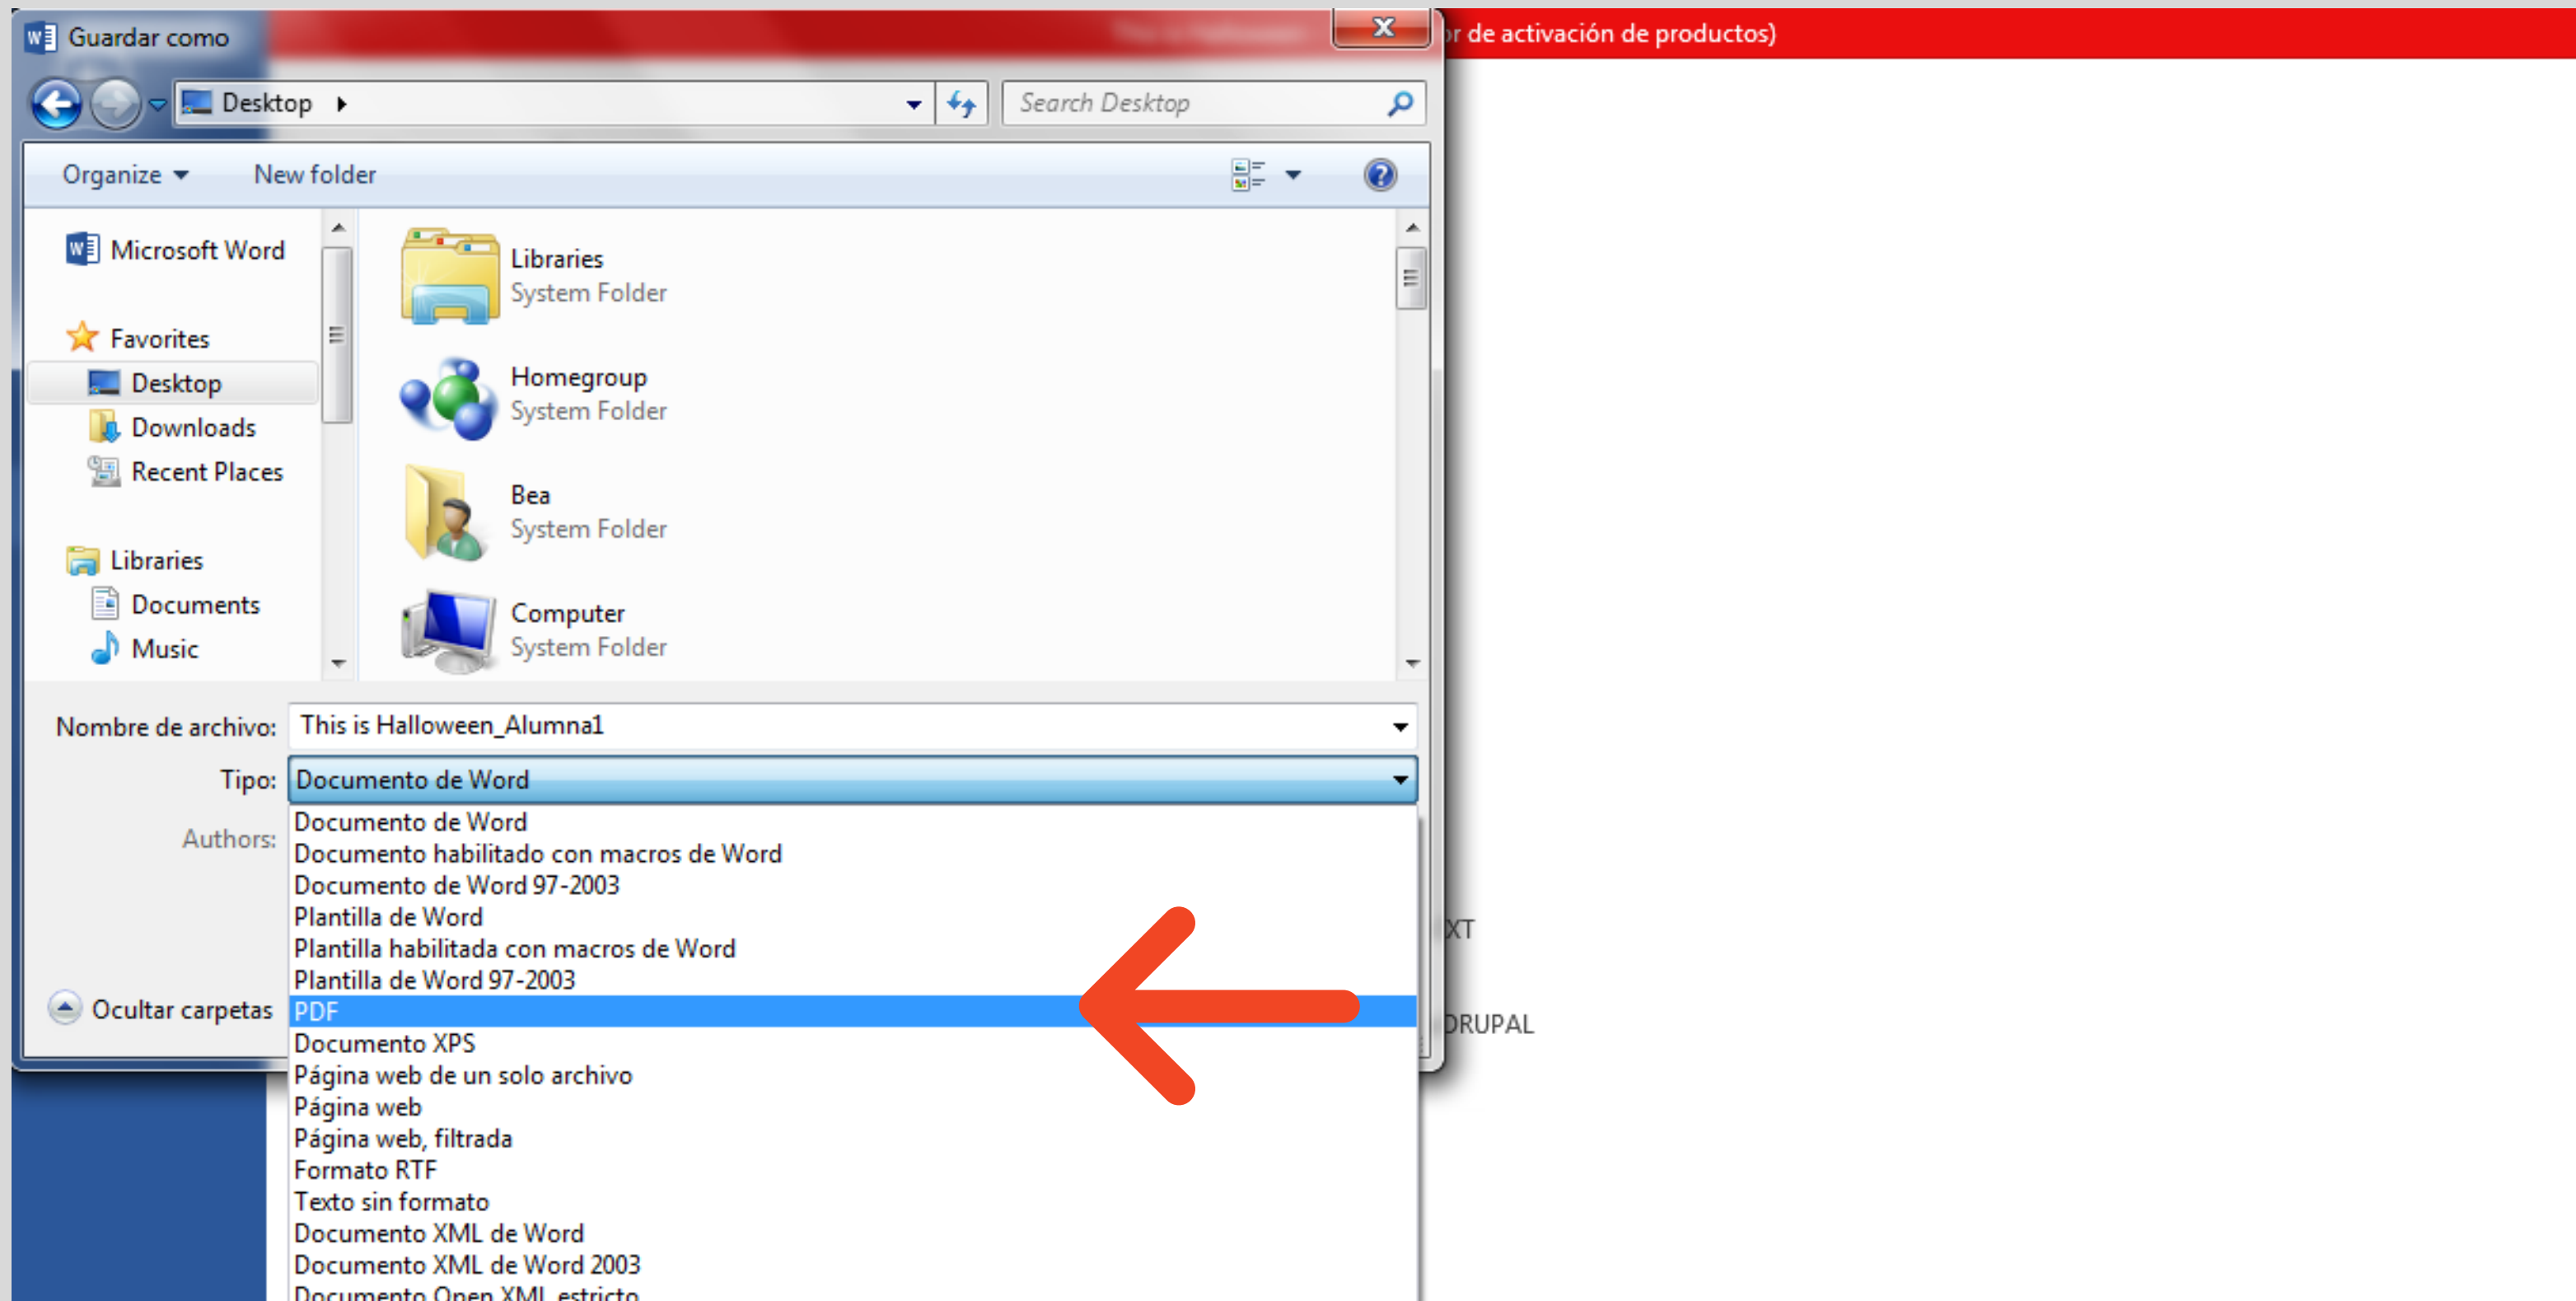 Guardar como
or de activación de productos)
Desktop
Search Desktop
Organize
New folder
Microsoft Word
Favorites
Desktop
Downloads
Recent Places
Libraries
Documents
Music
Libraries
System Folder
Homegroup
System Folder
Bea
System Folder
Computer
System Folder
Nombre de archivo: This is Halloween_Alumna1
Tipo: Documento de Word
Authors:
Ocultar carpetas
Documento de Word
Documento habilitado con macros de Word
Documento de Word 97-2003
Plantilla de Word
Plantilla habilitada con macros de Word
Plantilla de Word 97-2003
PDF
Documento XPS
Página web de un solo archivo
Página web
Página web, filtrada
Formato RTF
Texto sin formato
Documento XML de Word
Documento XML de Word 2003
Documento Open XML estricto
XT
DRUPAL